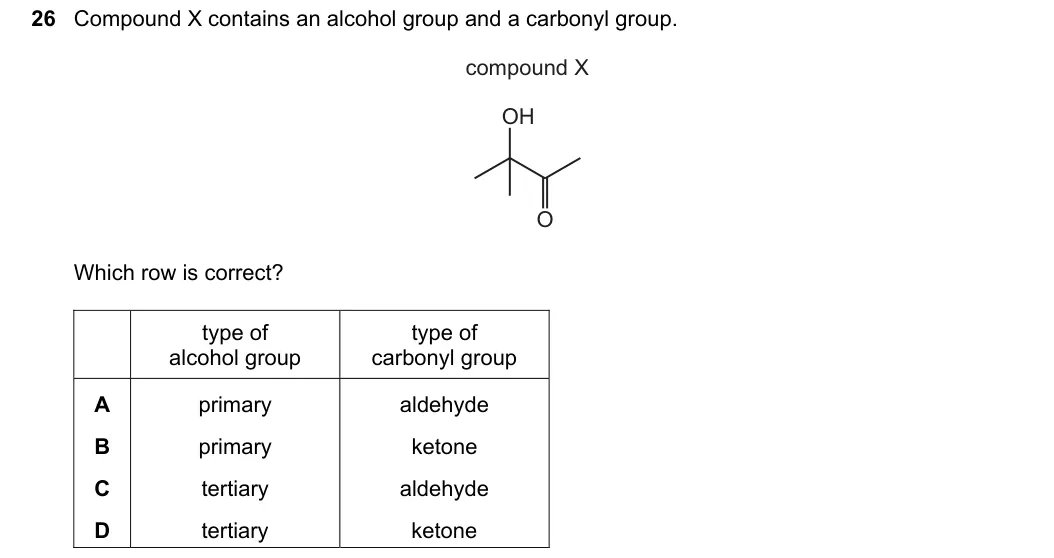 26 Compound X contains an alcohol group and a carbonyl group.
compound X
OH
O
Which row is correct?
type of alcohol group
type of carbonyl group
A primary aldehyde
B primary ketone
C tertiary aldehyde
D tertiary ketone